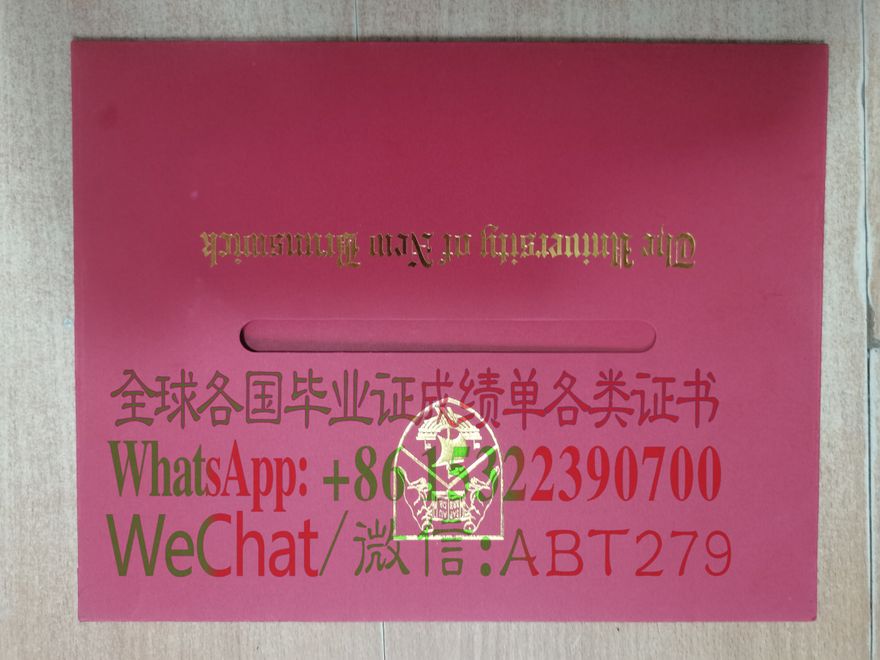 The University of New Brunswick
全球各国毕业证成绩单各类证书
WhatsApp: +86 15322390700
WeChat/微信:ABT279